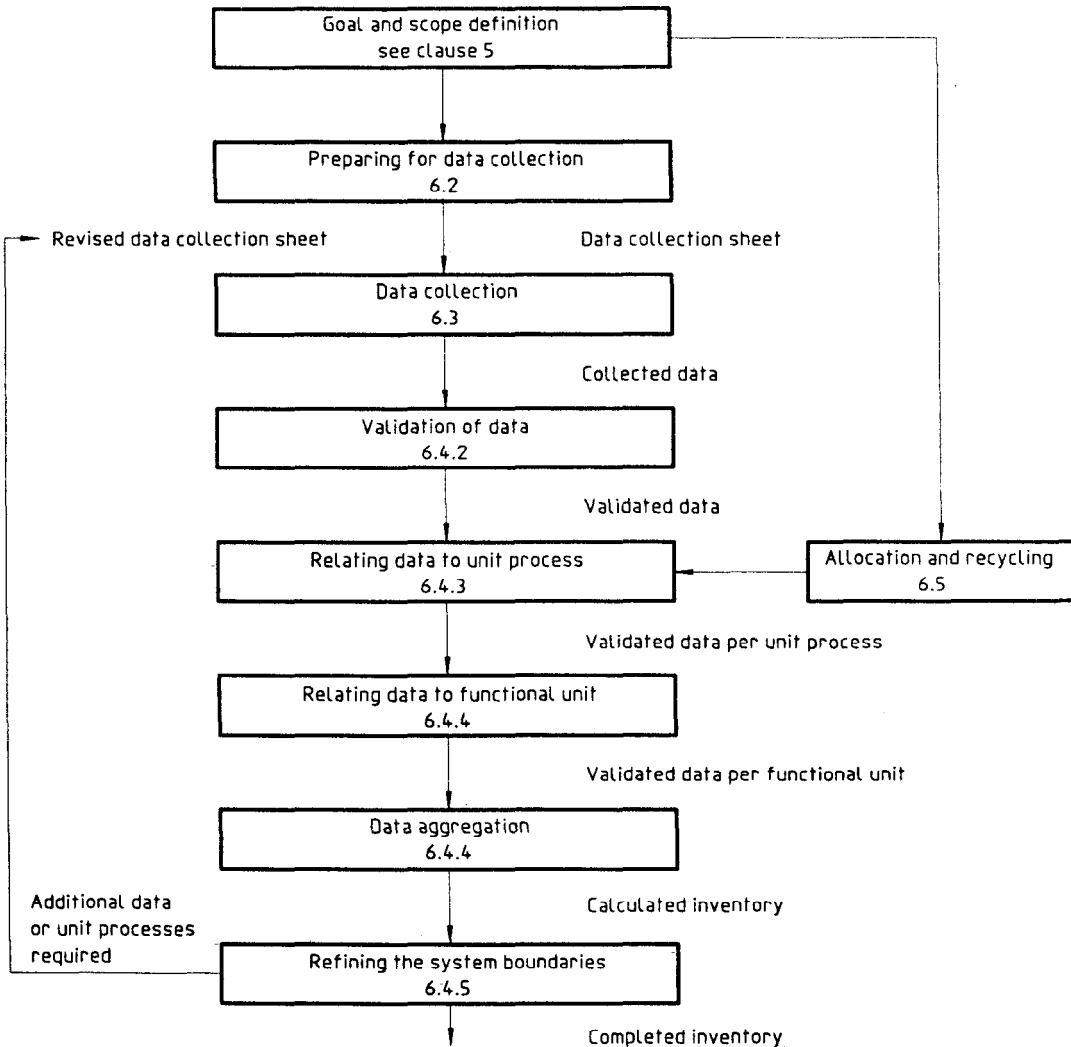 Goal and scope definition
see clause 5
Preparing for data collection
6.2
Revised data collection sheet
Data collection sheet
Data collection
6.3
Collected data
Validation of data
6.4.2
Validated data
Relating data to unit process
6.4.3
Allocation and recycling
6.5
Validated data per unit process
Relating data to functional unit
6.4.4
Validated data per functional unit
Data aggregation
6.4.4
Additional data
or unit processes
required
Calculated inventory
Refining the system boundaries
6.4.5
Completed inventory